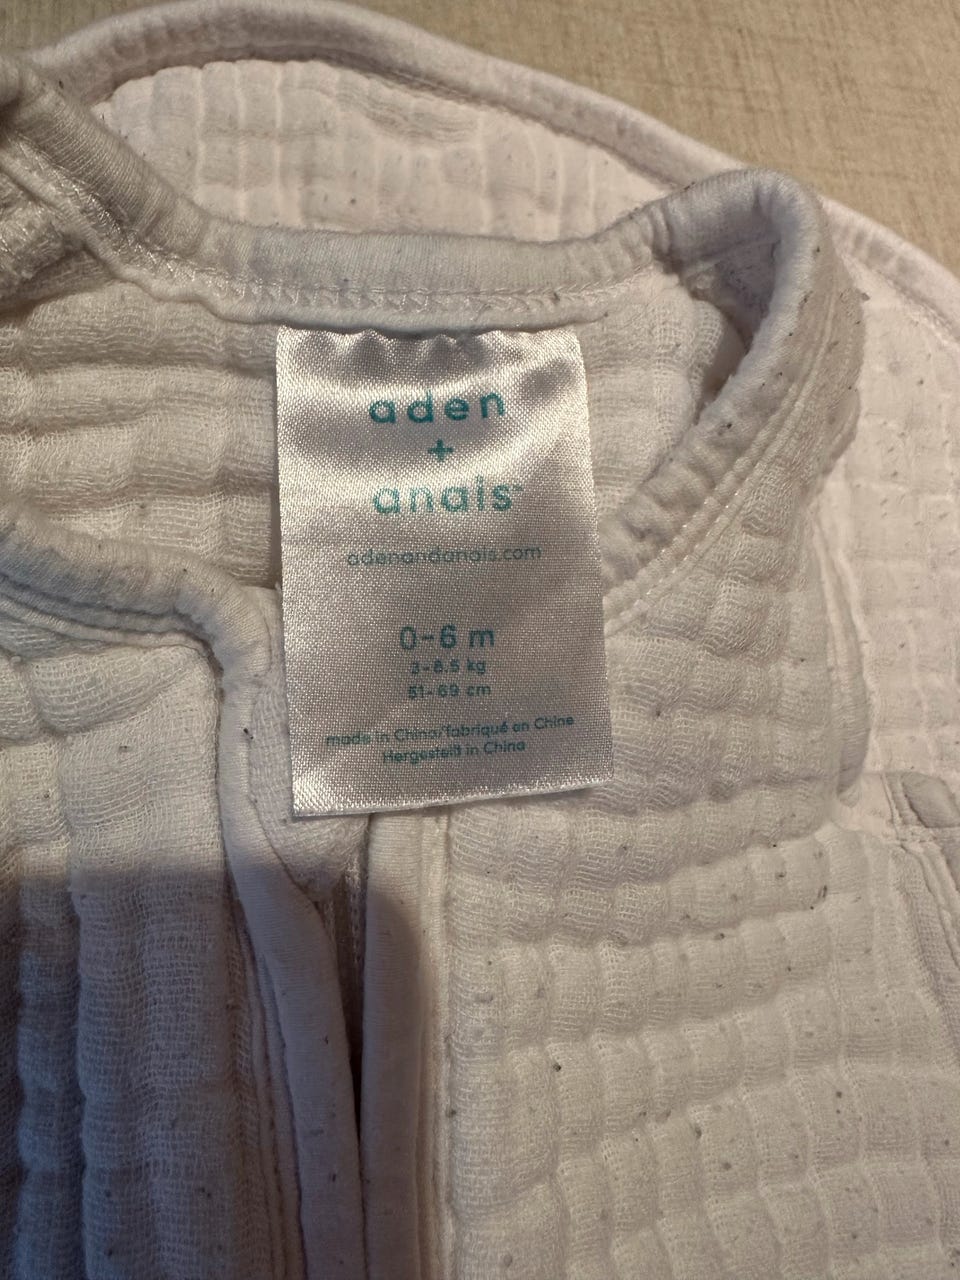 aden
+
anais™
adenandanais.com
0-6 m
3-8.5 kg
51-69 cm
made in China/fabriqué en Chine
Hergestellt in China